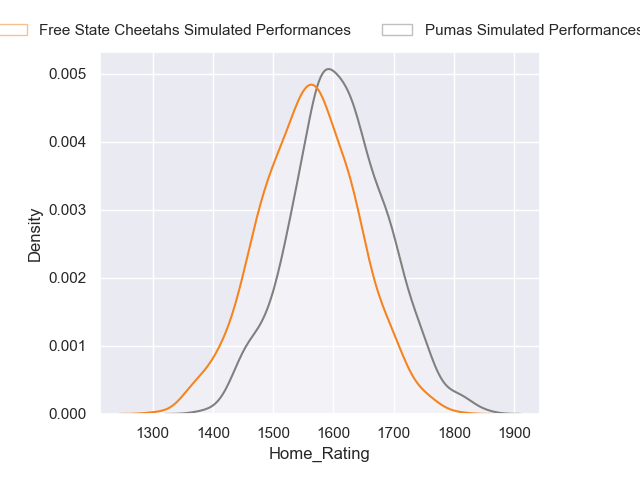 Free State Cheetahs Simulated Performances Pumas Simulated Performances
0.005
0.004
0.003
0.002
0.001
0.000
Density
1300 1400 1500 1600 1700 1800 1900
Home_Rating